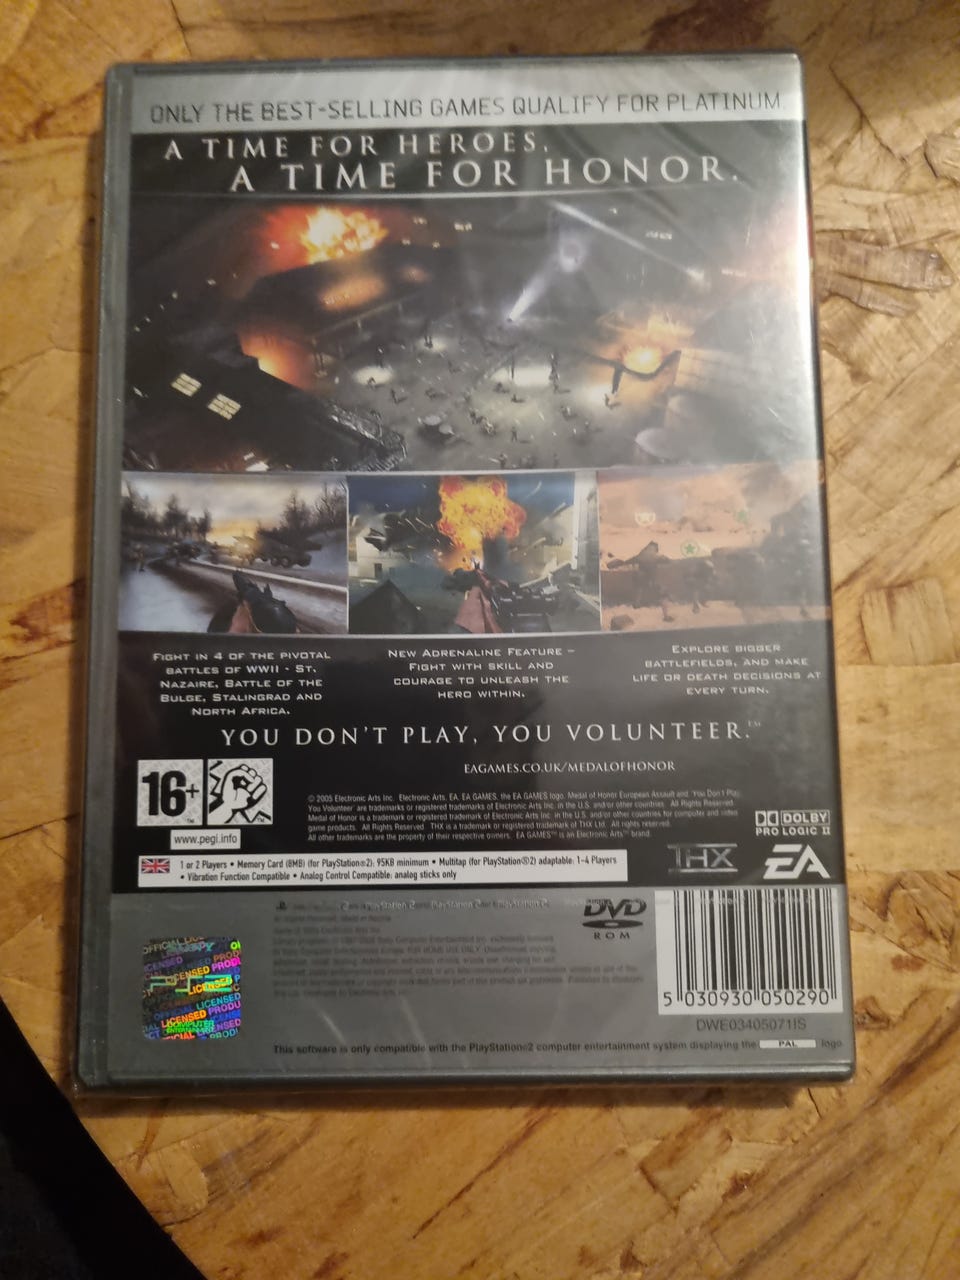 ONLY THE BEST-SELLING GAMES QUALIFY FOR PLATINUM.
A TIME FOR HEROES,
A TIME FOR HONOR.
FIGHT IN 4 OF THE PIVOTAL
BATTLES OF WWII - ST.
NAZAIRE, BATTLE OF THE
BULGE, STALINGRAD AND
NORTH AFRICA.
NEW ADRENALINE FEATURE –
FIGHT WITH SKILL AND
COURAGE TO UNLEASH THE
HERO WITHIN.
EXPLORE BIGGER
BATTLEFIELDS, AND MAKE
LIFE OR DEATH DECISIONS AT
EVERY TURN.
YOU DON'T PLAY, YOU VOLUNTEER.™
EAGAMES.CO.UK/MEDALOFHONOR
16+
www.pegi.info
© 2005 Electronic Arts Inc. Electronic Arts, EA, EA GAMES, the EA GAMES logo, Medal of Honor European Assault and 'You Don't Play,
You Volunteer' are trademarks or registered trademarks of Electronic Arts Inc. in the U.S. and/or other countries. All Rights Reserved.
Medal of Honor is a trademark or registered trademark of Electronic Arts Inc. in the U.S. and/or other countries for computer and video
game products. All Rights Reserved. THX is a trademark or registered trademark of THX Ltd. All rights reserved.
All other trademarks are the property of their respective owners. EA GAMES™ is an Electronic Arts™ brand.
DOLBY
PRO LOGIC II
THX
EA
1 or 2 Players • Memory Card (8MB) (for PlayStation®2): 95KB minimum • Multitap (for PlayStation®2) adaptable: 1-4 Players
• Vibration Function Compatible • Analog Control Compatible: analog sticks only
DVD
ROM
OFFICIAL LICENSED PRODUCT
COMPUTER
ENTERTAINMENT
5 030930 050290
DWE03405071IS
This software is only compatible with the PlayStation®2 computer entertainment system displaying the PAL logo.